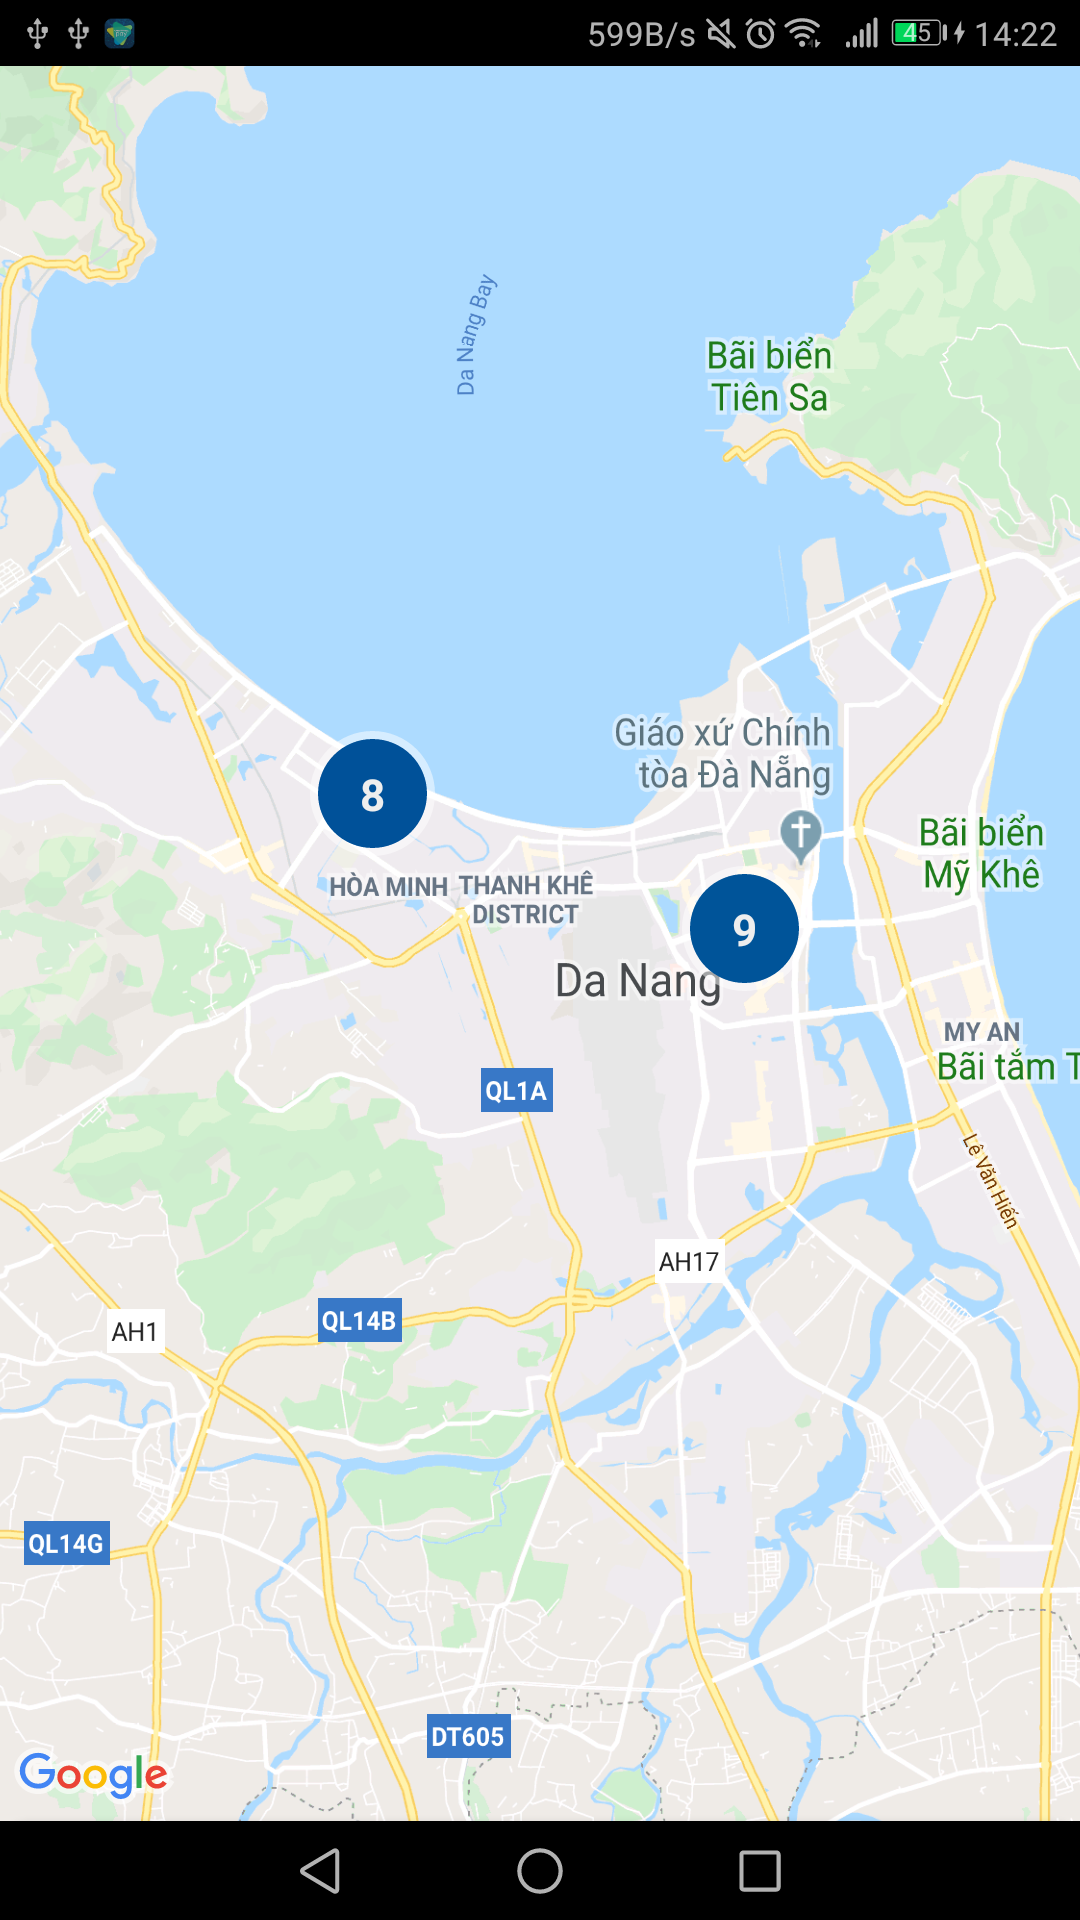 599B/s 45 14:22
Da Nang Bay
Bãi biển
Tiên Sa
Giáo xứ Chính
tòa Đà Nẵng
8
Bãi biển
Mỹ Khê
HÒA MINH
THANH KHÊ
DISTRICT
9
Da Nang
MY AN
Bãi tắm T
QL1A
Lê Văn Hiến
AH17
QL14B
AH1
QL14G
DT605
Google